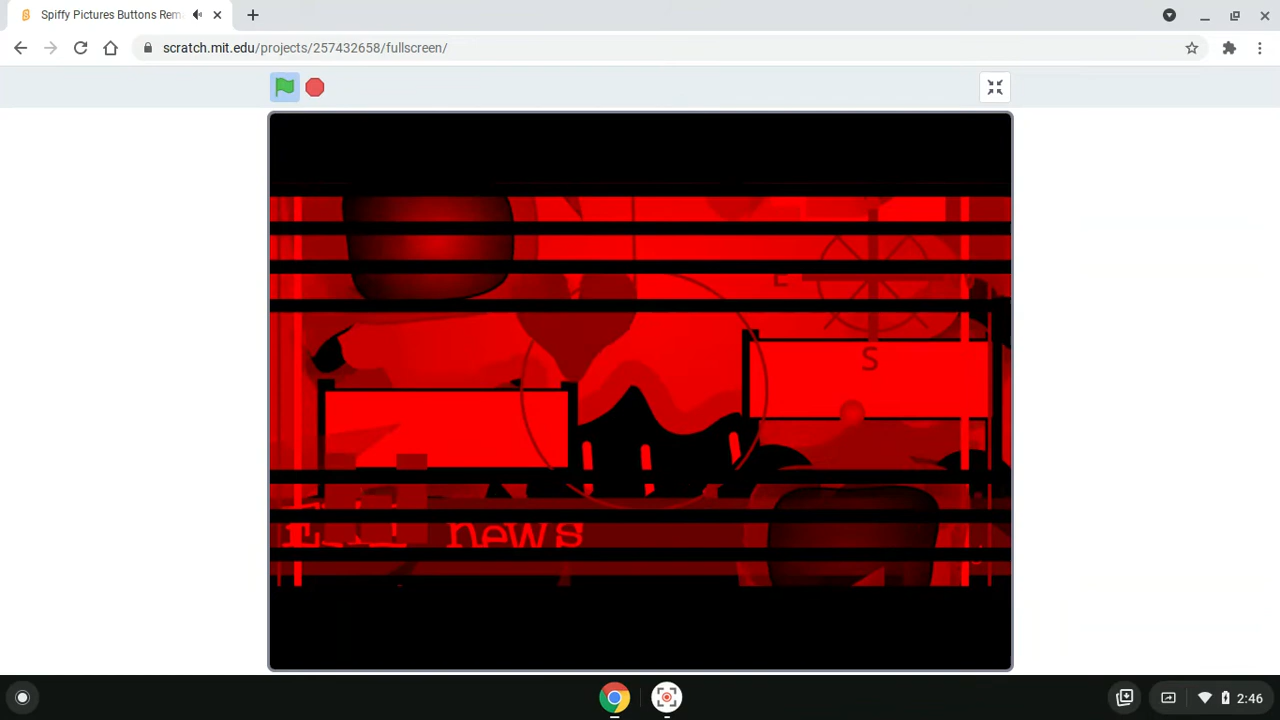 Spiffy Pictures Buttons Rem
scratch.mit.edu/projects/257432658/fullscreen/
E
S
news
2:46